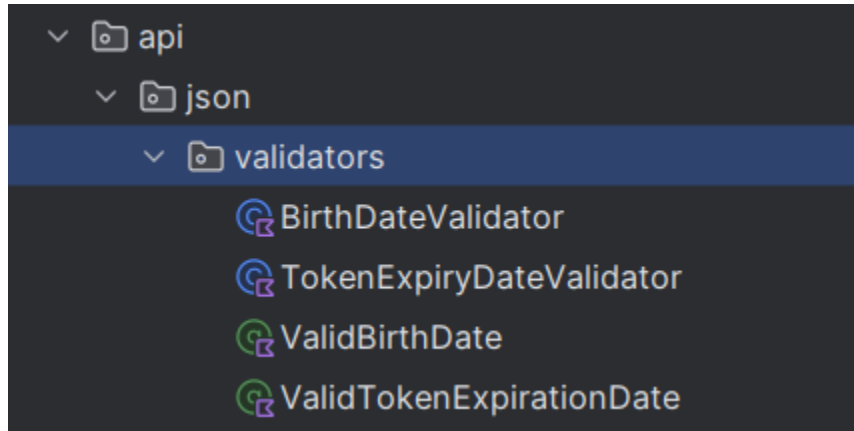 api
json
validators
BirthDateValidator
TokenExpiryDateValidator
ValidBirthDate
ValidTokenExpirationDate